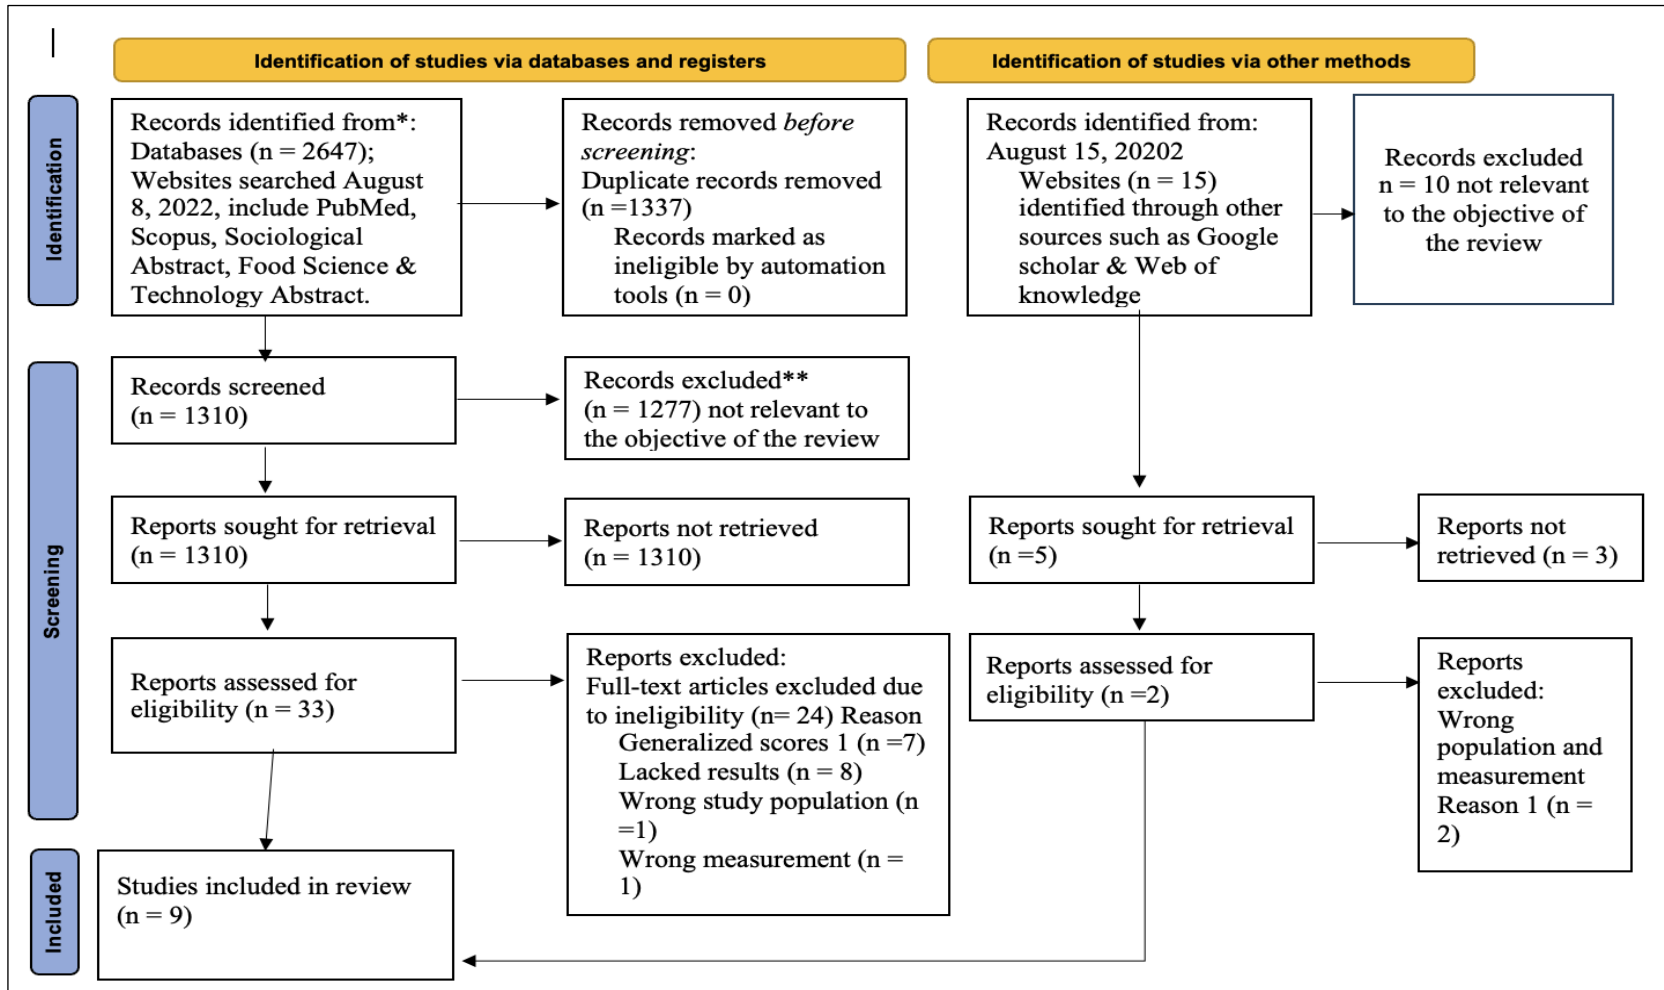 Identification of studies via databases and registers
Identification of studies via other methods
Identification
Records identified from*:
Databases (n = 2647);
Websites searched August
8, 2022, include PubMed,
Scopus, Sociological
Abstract, Food Science &
Technology Abstract.
Records removed before
screening:
Duplicate records removed
(n =1337)
Records marked as
ineligible by automation
tools (n = 0)
Records identified from:
August 15, 20202
Websites (n = 15)
identified through other
sources such as Google
scholar & Web of
knowledge
Records excluded
n = 10 not relevant
to the objective of
the review
Screening
Records screened
(n = 1310)
Records excluded**
(n = 1277) not relevant to
the objective of the review
Reports sought for retrieval
(n = 1310)
Reports not retrieved
(n = 1310)
Reports sought for retrieval
(n =5)
Reports not
retrieved (n = 3)
Reports assessed for
eligibility (n = 33)
Reports excluded:
Full-text articles excluded due
to ineligibility (n= 24) Reason
Generalized scores 1 (n =7)
Lacked results (n = 8)
Wrong study population (n
=1)
Wrong measurement (n =
1)
Reports assessed for
eligibility (n =2)
Reports
excluded:
Wrong
population and
measurement
Reason 1 (n =
2)
Included
Studies included in review
(n = 9)